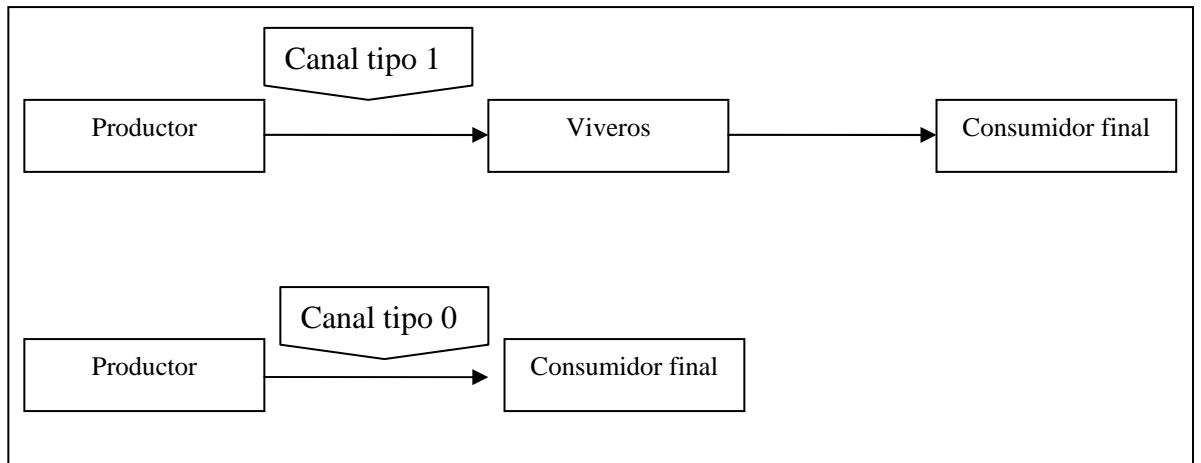 Canal tipo 1
Productor
Viveros
Consumidor final
Canal tipo 0
Productor
Consumidor final